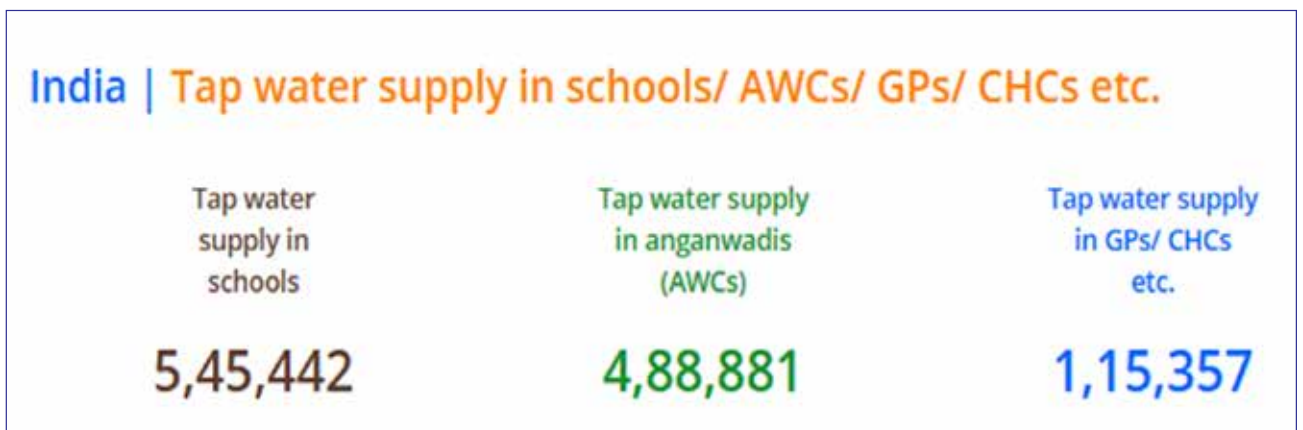 India | Tap water supply in schools/ AWCs/ GPs/ CHCs etc.
Tap water
supply in
schools
5,45,442
Tap water supply
in anganwadis
(AWCs)
4,88,881
Tap water supply
in GPs/ CHCs
etc.
1,15,357